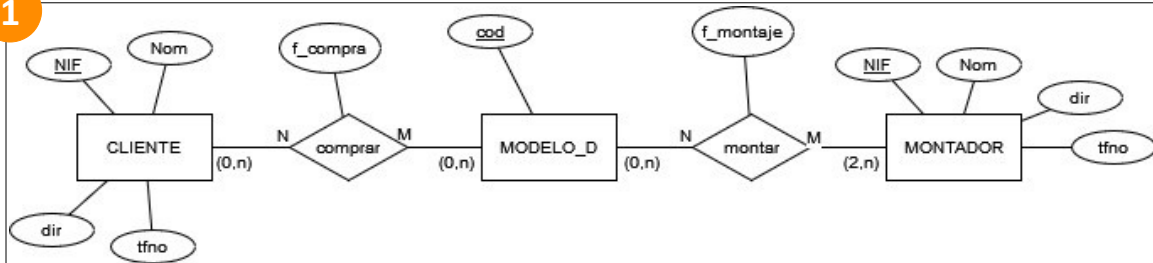 1
NIF
Nom
f_compra
cod
f_montaje
NIF
Nom
dir
tfno
CLIENTE
(0,n)
N
comprar
M
(0,n)
MODELO_D
(0,n)
N
montar
M
(2,n)
MONTADOR
dir
tfno